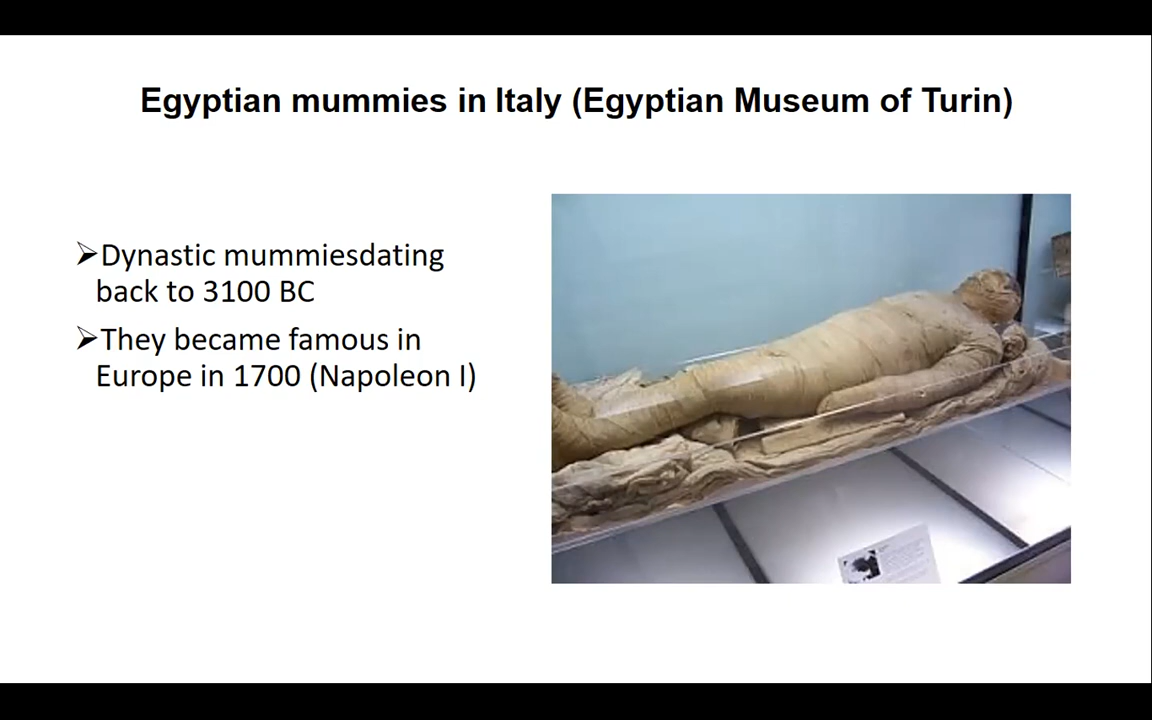 Egyptian mummies in Italy (Egyptian Museum of Turin)
➢Dynastic mummiesdating
back to 3100 BC
➢They became famous in
Europe in 1700 (Napoleon I)